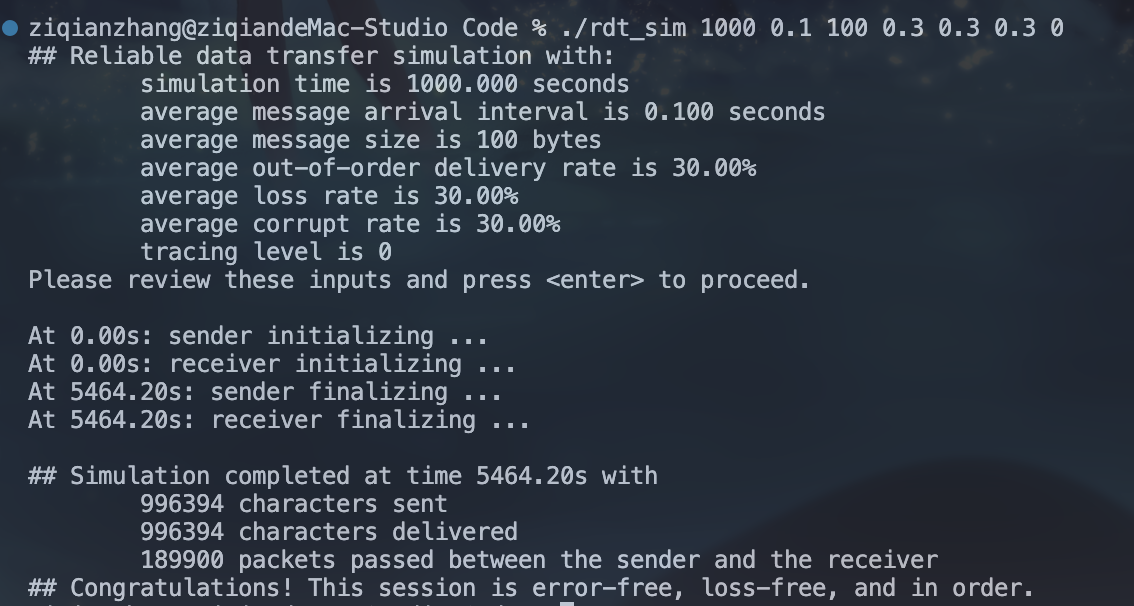 ziqianzhang@ziqiandeMac-Studio Code % ./rdt_sim 1000 0.1 100 0.3 0.3 0.3 0
## Reliable data transfer simulation with:
simulation time is 1000.000 seconds
average message arrival interval is 0.100 seconds
average message size is 100 bytes
average out-of-order delivery rate is 30.00%
average loss rate is 30.00%
average corrupt rate is 30.00%
tracing level is 0
Please review these inputs and press <enter> to proceed.
At 0.00s: sender initializing ...
At 0.00s: receiver initializing ...
At 5464.20s: sender finalizing ...
At 5464.20s: receiver finalizing ...
## Simulation completed at time 5464.20s with
996394 characters sent
996394 characters delivered
189900 packets passed between the sender and the receiver
## Congratulations! This session is error-free, loss-free, and in order.